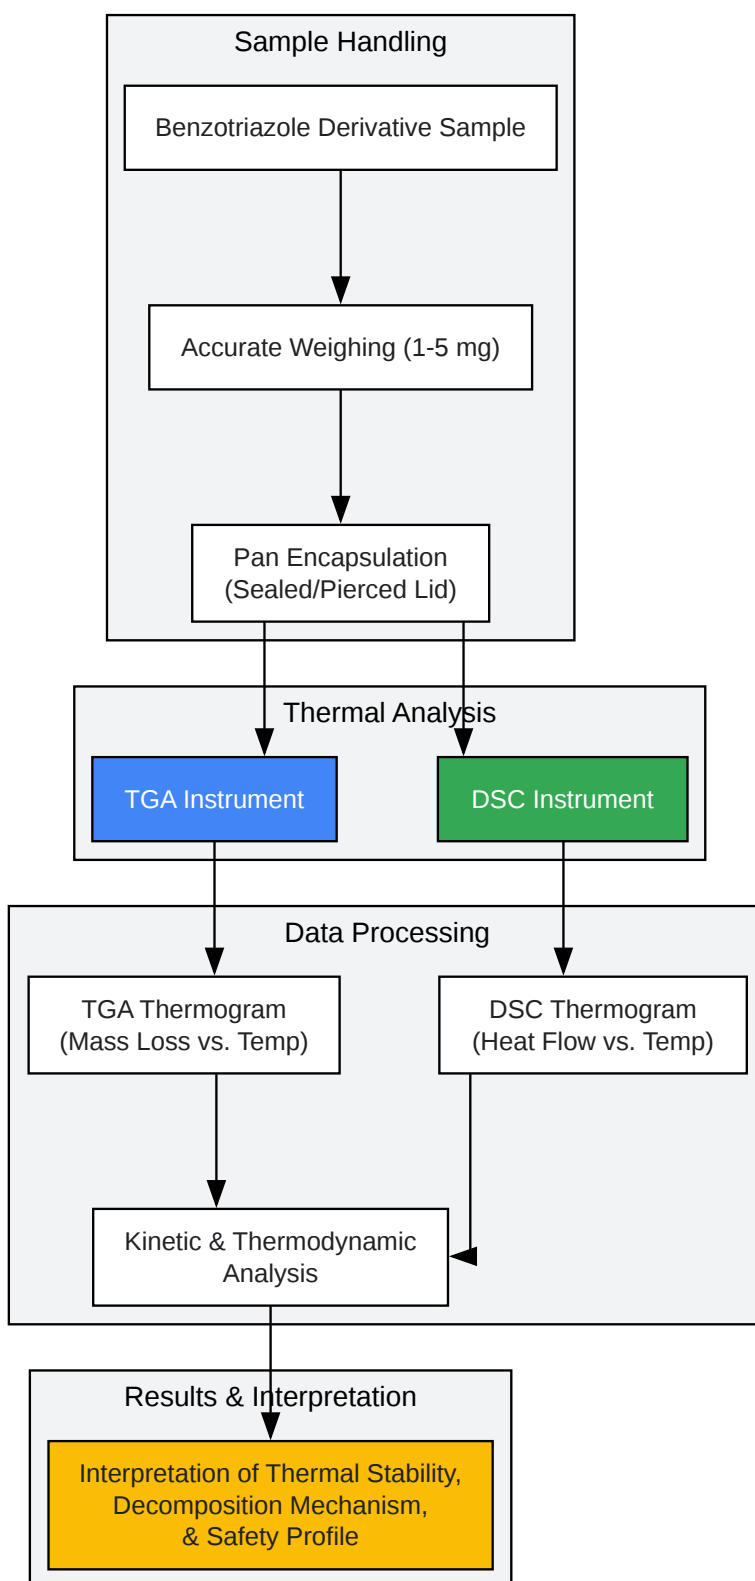 Sample Handling
Benzotriazole Derivative Sample
Accurate Weighing (1-5 mg)
Pan Encapsulation
(Sealed/Pierced Lid)
Thermal Analysis
TGA Instrument
DSC Instrument
Data Processing
TGA Thermogram
(Mass Loss vs. Temp)
DSC Thermogram
(Heat Flow vs. Temp)
Kinetic & Thermodynamic
Analysis
Results & Interpretation
Interpretation of Thermal Stability,
Decomposition Mechanism,
& Safety Profile